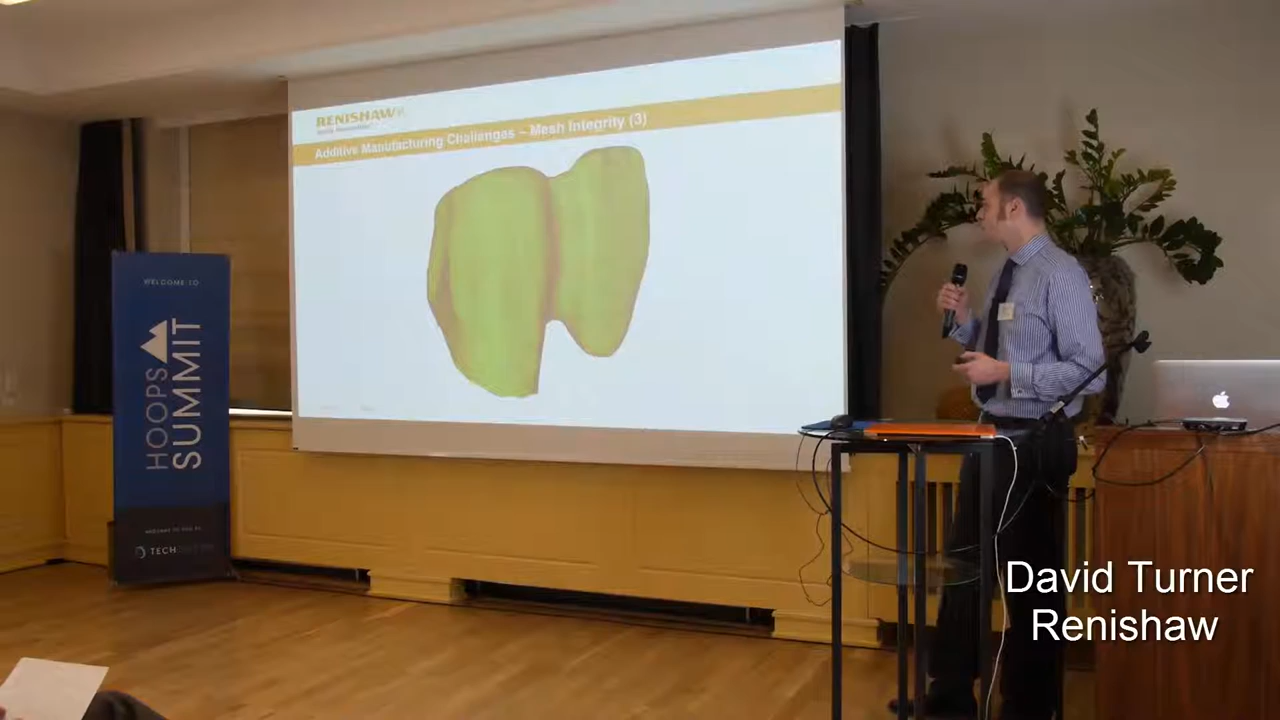 RENISHAW
Additive Manufacturing Challenges – Mesh Integrity (3)
WELCOME TO
HOOPS
SUMMIT
TECH
David Turner
Renishaw